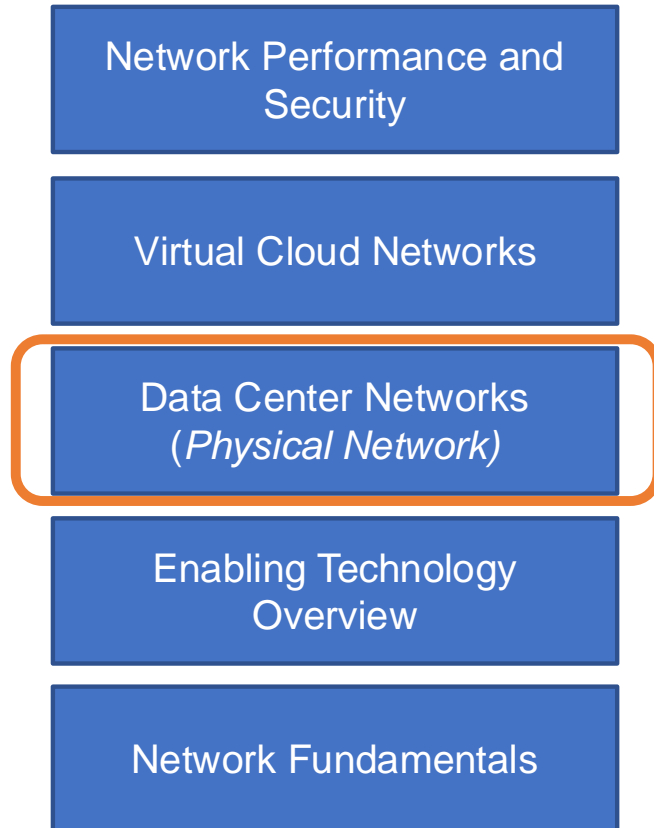 Network Performance and
Security
Virtual Cloud Networks
Data Center Networks
(Physical Network)
Enabling Technology
Overview
Network Fundamentals